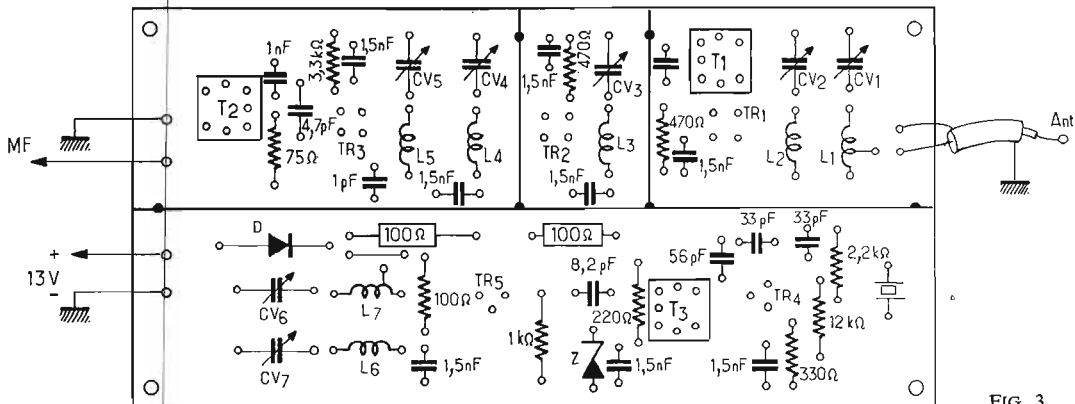 1nF
3,3kΩ
1,5nF
CV5
CV4
1,5nF
470Ω
CV3
T1
CV2
CV1
T2
4,7pF
75Ω
TR3
L5
L4
TR2
L3
470Ω
TR1
L2
L1
Ant
MF
1pF
1,5nF
1,5nF
1,5nF
D
100Ω
100Ω
33pF
33pF
+
13V
-
CV6
L7
100Ω
TR5
8,2pF
56pF
2,2kΩ
220Ω
T3
TR4
12kΩ
1kΩ
CV7
L6
1,5nF
Z
1,5nF
1,5nF
330Ω
FIG. 3